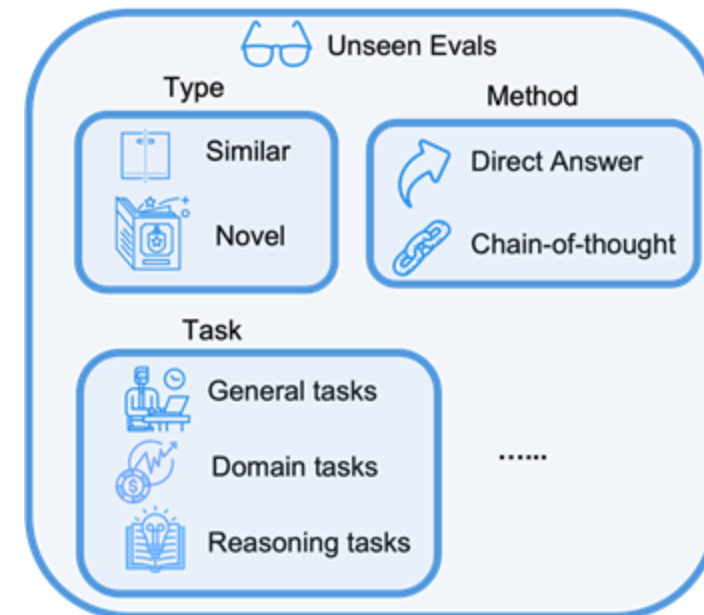 Unseen Evals
Type
Method
Similar
Direct Answer
Novel
Chain-of-thought
Task
General tasks
Domain tasks
$
......
Reasoning tasks